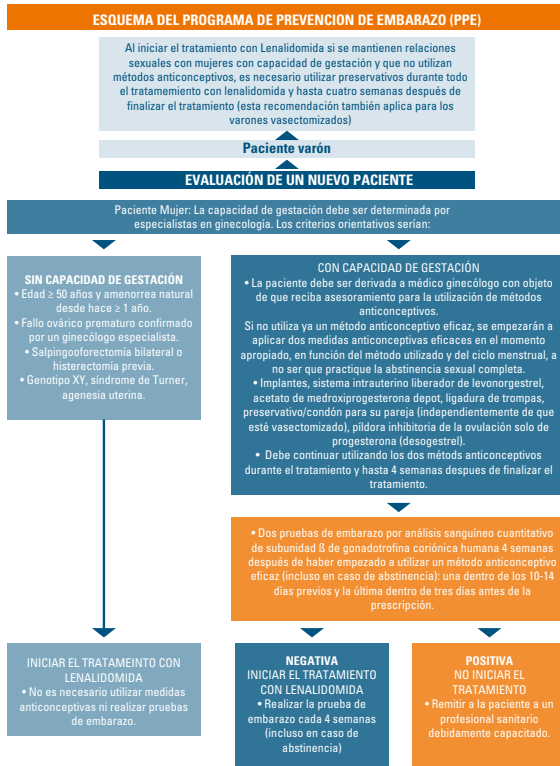 ESQUEMA DEL PROGRAMA DE PREVENCION DE EMBARAZO (PPE)
Al iniciar el tratamiento con Lenalidomida si se mantienen relaciones
sexuales con mujeres con capacidad de gestación y que no utilizan
métodos anticonceptivos, es necesario utilizar preservativos durante todo
el tratamemiento con lenalidomida y hasta cuatro semanas después de
finalizar el tratamiento (esta recomendación también aplica para los
varones vasectomizados)
Paciente varón
EVALUACIÓN DE UN NUEVO PACIENTE
Paciente Mujer: La capacidad de gestación debe ser determinada por
especialistas en ginecología. Los criterios orientativos serían:
SIN CAPACIDAD DE GESTACIÓN
• Edad ≥ 50 años y amenorrea natural
desde hace ≥ 1 año.
• Fallo ovárico prematuro confirmado
por un ginecólogo especialista.
• Salpingooforectomía bilateral o
histerectomía previa.
• Genotipo XY, síndrome de Turner,
agenesia uterina.
CON CAPACIDAD DE GESTACIÓN
• La paciente debe ser derivada a médico ginecólogo con objeto
de que reciba asesoramiento para la utilización de métodos
anticonceptivos.
Si no utiliza ya un método anticonceptivo eficaz, se empezarán a
aplicar dos medidas anticonceptivas eficaces en el momento
apropiado, en función del método utilizado y del ciclo menstrual, a
no ser que practique la abstinencia sexual completa.
• Implantes, sistema intrauterino liberador de levonorgestrel,
acetato de medroxiprogesterona depot, ligadura de trompas,
preservativo/condón para su pareja (independientemente de que
esté vasectomizado), píldora inhibitoria de la ovulación solo de
progesterona (desogestrel).
• Debe continuar utilizando los dos métods anticonceptivos
durante el tratamiento y hasta 4 semanas despues de finalizar el
tratamiento.
• Dos pruebas de embarazo por análisis sanguíneo cuantitativo
de subunidad ß de gonadotrofina coriónica humana 4 semanas
después de haber empezado a utilizar un método anticonceptivo
eficaz (incluso en caso de abstinencia): una dentro de los 10-14
días previos y la última dentro de tres días antes de la
prescripción.
INICIAR EL TRATAMEINTO CON
LENALIDOMIDA
• No es necesario utilizar medidas
anticonceptivas ni realizar pruebas
de embarazo.
NEGATIVA
INICIAR EL TRATAMIENTO
CON LENALIDOMIDA
• Realizar la prueba de
embarazo cada 4 semanas
(incluso en caso de
abstinencia)
POSITIVA
NO INICIAR EL
TRATAMIENTO
• Remitir a la paciente a un
profesional sanitario
debidamente capacitado.